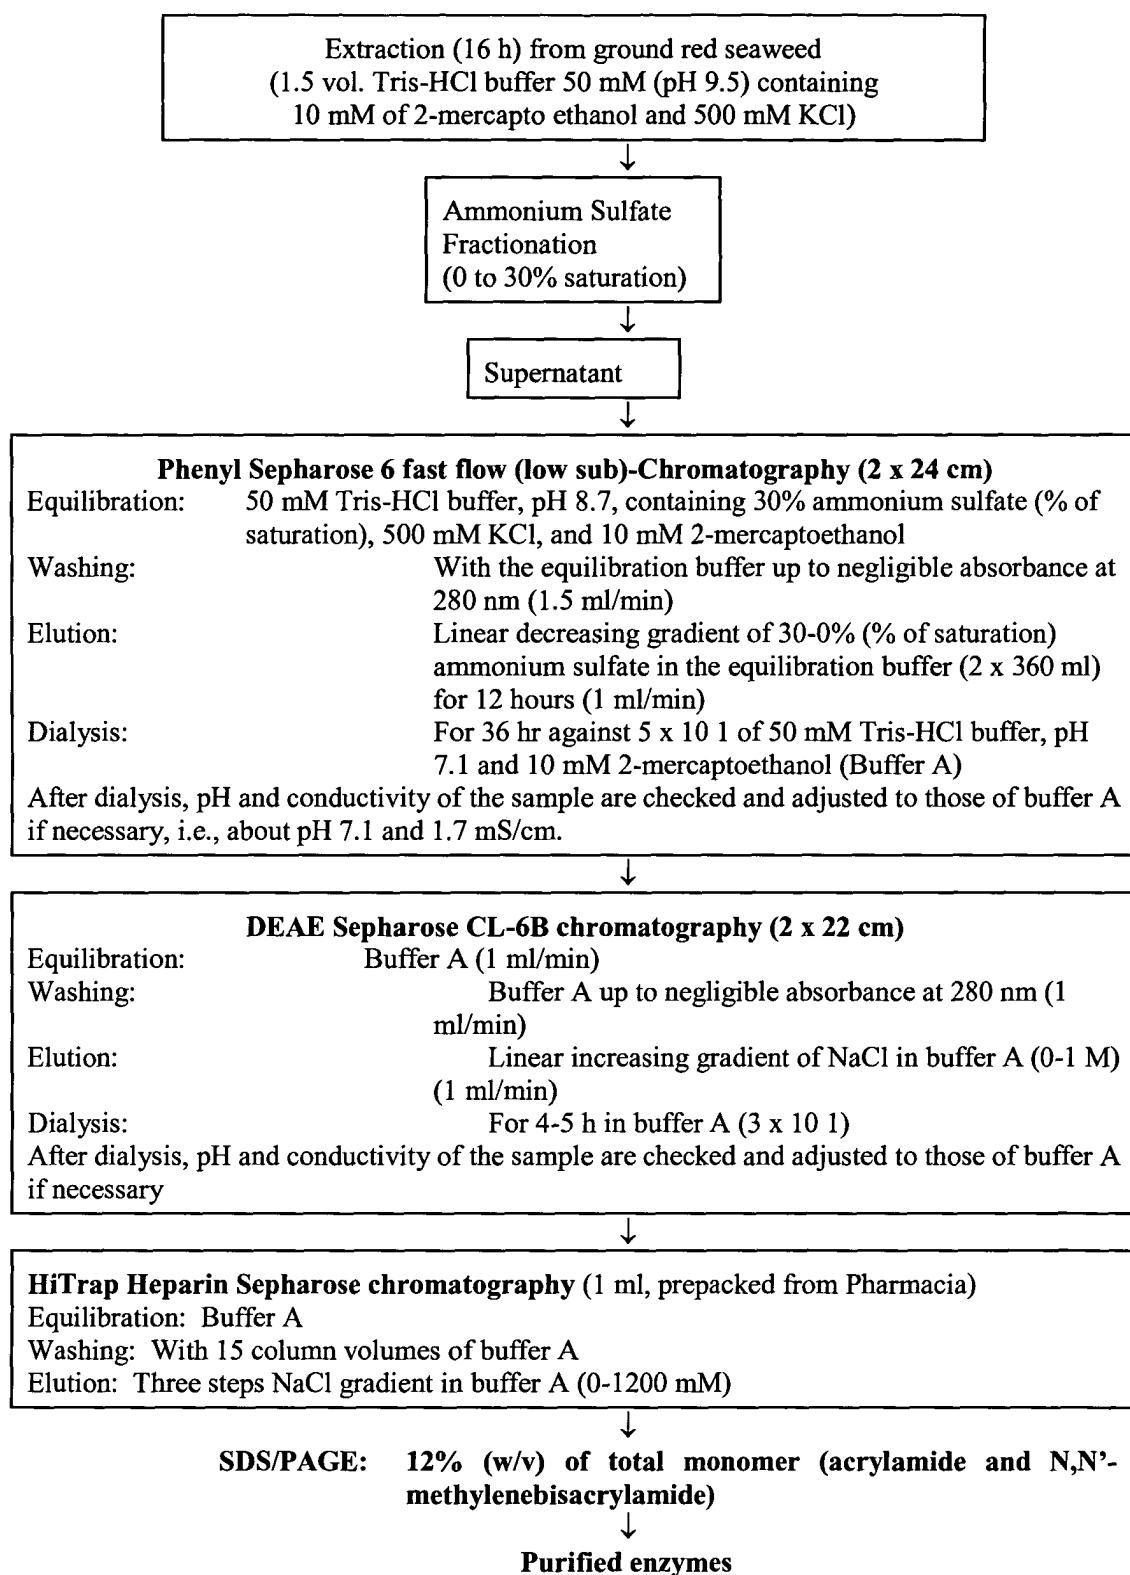 Extraction (16 h) from ground red seaweed
(1.5 vol. Tris-HCl buffer 50 mM (pH 9.5) containing
10 mM of 2-mercapto ethanol and 500 mM KCl)
↓
Ammonium Sulfate
Fractionation
(0 to 30% saturation)
↓
Supernatant
↓
Phenyl Sepharose 6 fast flow (low sub)-Chromatography (2 x 24 cm)
Equilibration: 50 mM Tris-HCl buffer, pH 8.7, containing 30% ammonium sulfate (% of
saturation), 500 mM KCl, and 10 mM 2-mercaptoethanol
Washing: With the equilibration buffer up to negligible absorbance at
280 nm (1.5 ml/min)
Elution: Linear decreasing gradient of 30-0% (% of saturation)
ammonium sulfate in the equilibration buffer (2 x 360 ml)
for 12 hours (1 ml/min)
Dialysis: For 36 hr against 5 x 10 1 of 50 mM Tris-HCl buffer, pH
7.1 and 10 mM 2-mercaptoethanol (Buffer A)
After dialysis, pH and conductivity of the sample are checked and adjusted to those of buffer A
if necessary, i.e., about pH 7.1 and 1.7 mS/cm.
↓
DEAE Sepharose CL-6B chromatography (2 x 22 cm)
Equilibration: Buffer A (1 ml/min)
Washing: Buffer A up to negligible absorbance at 280 nm (1
ml/min)
Elution: Linear increasing gradient of NaCl in buffer A (0-1 M)
(1 ml/min)
Dialysis: For 4-5 h in buffer A (3 x 10 1)
After dialysis, pH and conductivity of the sample are checked and adjusted to those of buffer A
if necessary
↓
HiTrap Heparin Sepharose chromatography (1 ml, prepacked from Pharmacia)
Equilibration: Buffer A
Washing: With 15 column volumes of buffer A
Elution: Three steps NaCl gradient in buffer A (0-1200 mM)
↓
SDS/PAGE: 12% (w/v) of total monomer (acrylamide and N,N'-
methylenebisacrylamide)
↓
Purified enzymes